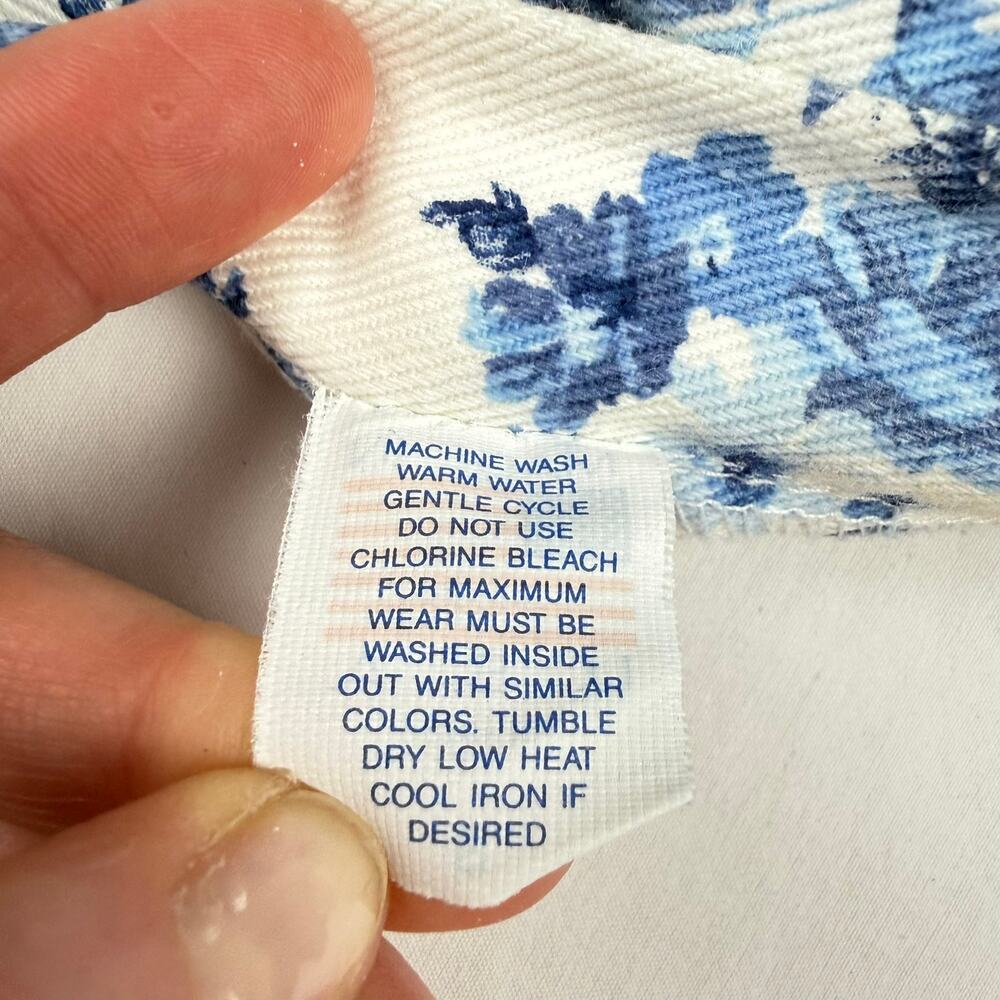 MACHINE WASH
WARM WATER
GENTLE CYCLE
DO NOT USE
CHLORINE BLEACH
FOR MAXIMUM
WEAR MUST BE
WASHED INSIDE
OUT WITH SIMILAR
COLORS. TUMBLE
DRY LOW HEAT
COOL IRON IF
DESIRED